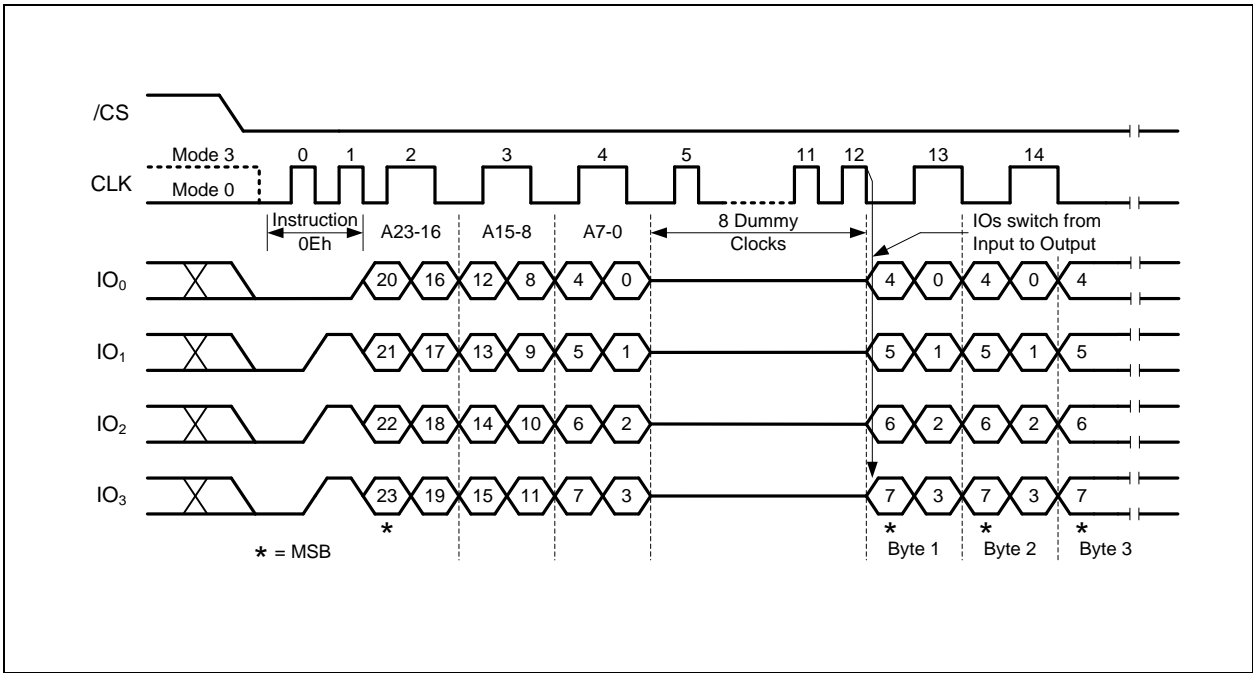 /CS
Mode 3 0 1 2 3 4 5 11 12 13 14
CLK Mode 0
Instruction 0Eh A23-16 A15-8 A7-0 8 Dummy Clocks IOs switch from Input to Output
IO0 20 16 12 8 4 0 4 0 4 0 4
IO1 21 17 13 9 5 1 5 1 5 1 5
IO2 22 18 14 10 6 2 6 2 6 2 6
IO3 23 19 15 11 7 3 7 3 7 3 7
* * * *
* = MSB Byte 1 Byte 2 Byte 3